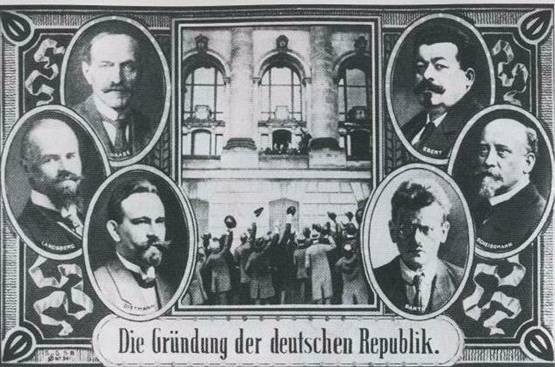 HAASE
EBERT
LANDSBERG
SCHEIDEMANN
DITTMANN
BARTH
Die Gründung der deutschen Republik.